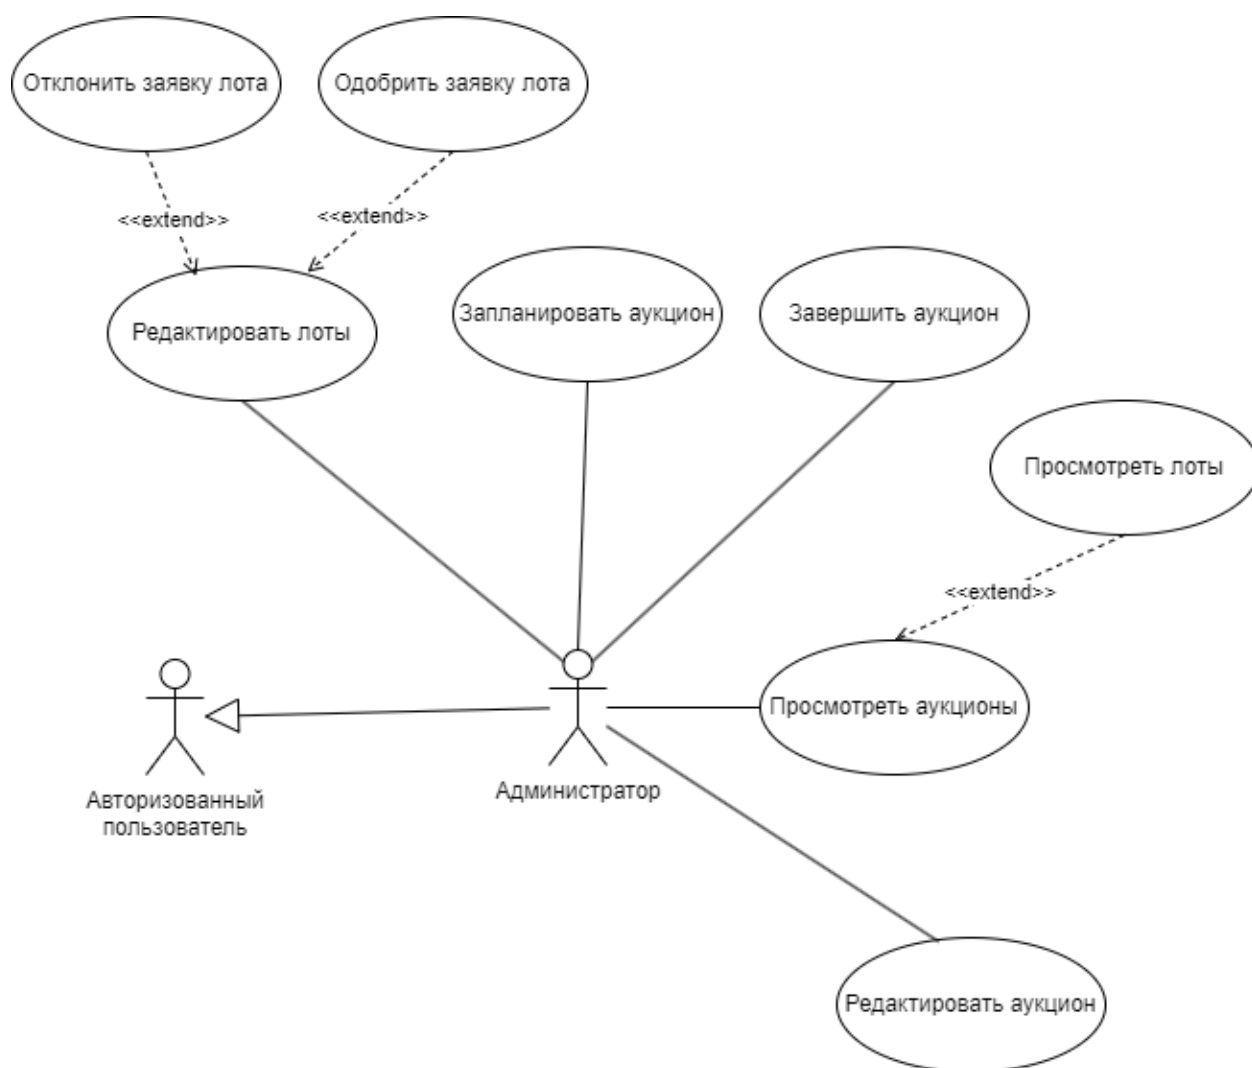 Отклонить заявку лота
Одобрить заявку лота
<<extend>>
<<extend>>
Редактировать лоты
Запланировать аукцион
Завершить аукцион
Просмотреть лоты
<<extend>>
Просмотреть аукционы
Авторизованный
пользователь
Администратор
Редактировать аукцион